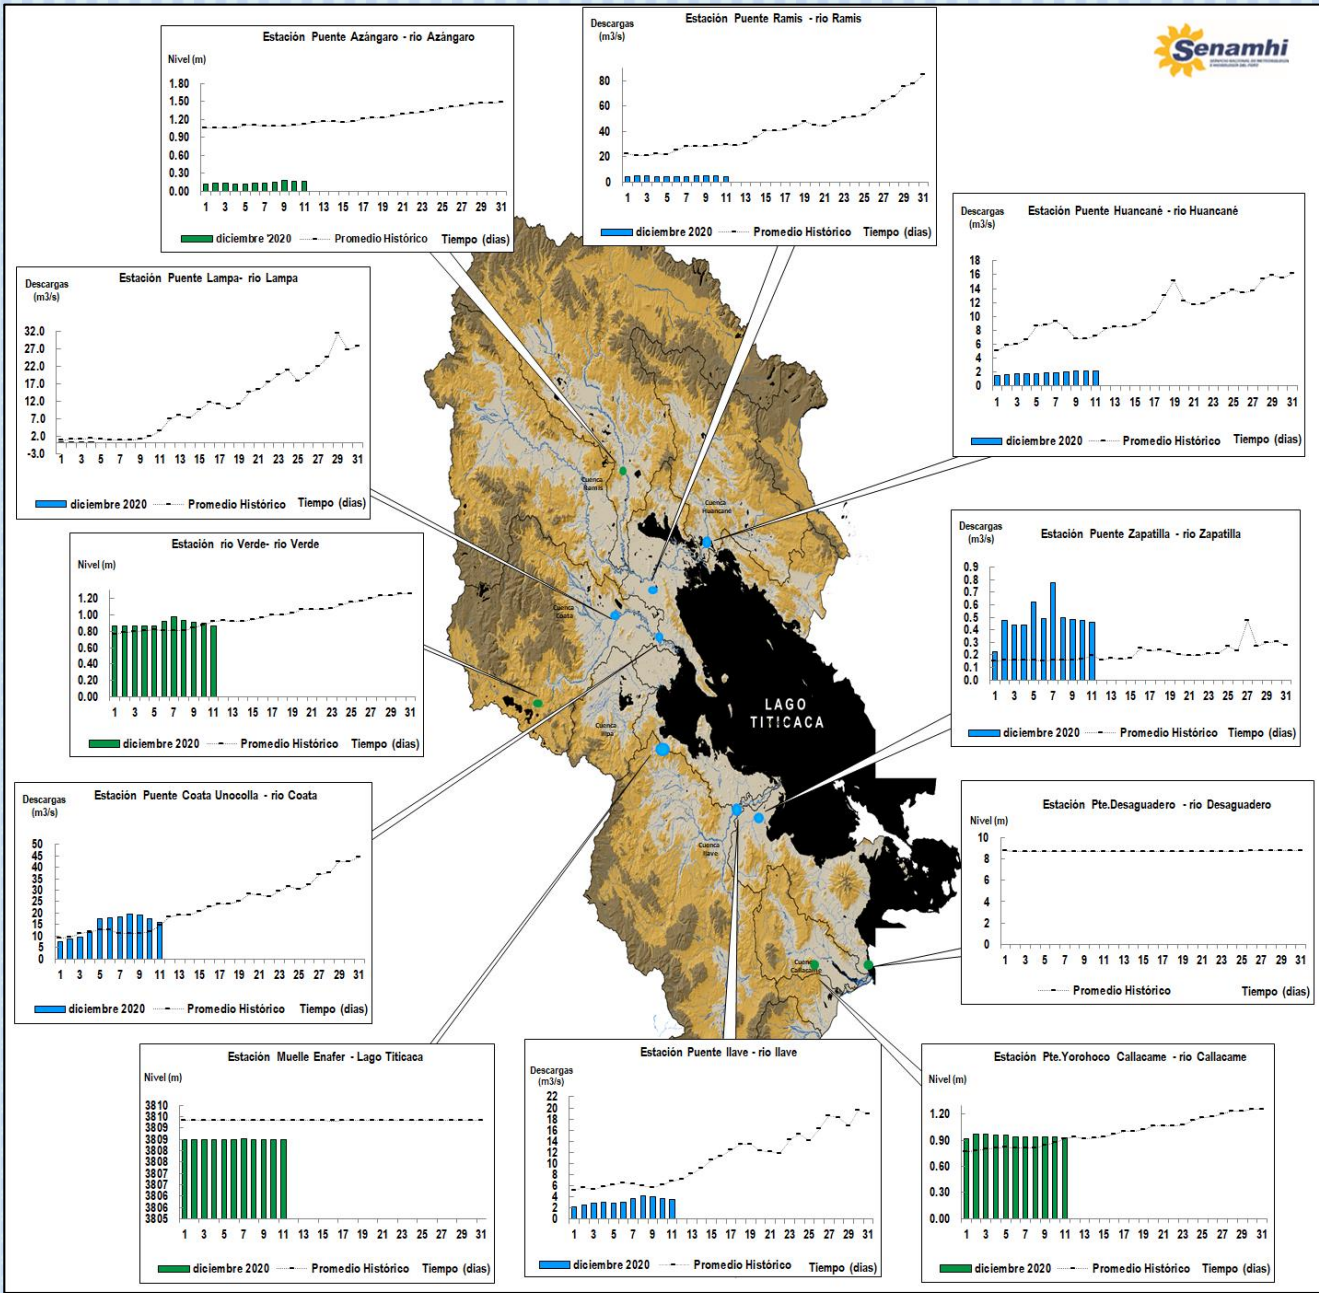 Senamhi
Estación Puente Azángaro - río Azángaro
Nivel (m)
1.80
1.50
1.20
0.90
0.60
0.30
0.00
1 3 5 7 9 11 13 15 17 19 21 23 25 27 29 31
diciembre '2020 Promedio Histórico Tiempo (días)
Estación Puente Ramis - río Ramis
Descargas
(m3/s)
80
60
40
20
0
1 3 5 7 9 11 13 15 17 19 21 23 25 27 29 31
diciembre 2020 Promedio Histórico Tiempo (días)
Estación Puente Huancané - río Huancané
Descargas
(m3/s)
18
16
14
12
10
8
6
4
2
0
1 3 5 7 9 11 13 15 17 19 21 23 25 27 29 31
diciembre 2020 Promedio Histórico Tiempo (días)
Estación Puente Lampa- río Lampa
Descargas
(m3/s)
32.0
27.0
22.0
17.0
12.0
7.0
2.0
-3.0
1 3 5 7 9 11 13 15 17 19 21 23 25 27 29 31
diciembre 2020 Promedio Histórico Tiempo (días)
Estación río Verde- río Verde
Nivel (m)
1.20
1.00
0.80
0.60
0.40
0.20
0.00
1 3 5 7 9 11 13 15 17 19 21 23 25 27 29 31
diciembre 2020 Promedio Histórico Tiempo (días)
Estación Puente Zapatilla - río Zapatilla
Descargas
(m3/s)
0.9
0.8
0.7
0.6
0.5
0.4
0.3
0.2
0.1
0.0
1 3 5 7 9 11 13 15 17 19 21 23 25 27 29 31
diciembre 2020 Promedio Histórico Tiempo (días)
Cuenca
Ramis
Cuenca
Huancané
Cuenca
Coata
LAGO
TITICACA
Cuenca
Illpa
Cuenca
Ilave
Cuenca
Callacame
Estación Puente Coata Unocolla - río Coata
Descargas
(m3/s)
50
45
40
35
30
25
20
15
10
5
0
1 3 5 7 9 11 13 15 17 19 21 23 25 27 29 31
diciembre 2020 Promedio Histórico Tiempo (días)
Estación Pte.Desaguadero - río Desaguadero
Nivel (m)
10
8
6
4
2
0
1 3 5 7 9 11 13 15 17 19 21 23 25 27 29 31
Promedio Histórico Tiempo (días)
Estación Muelle Enafer - Lago Titicaca
Nivel (m)
3810
3810
3809
3809
3808
3808
3807
3807
3806
3806
3805
1 3 5 7 9 11 13 15 17 19 21 23 25 27 29 31
diciembre 2020 Promedio Histórico Tiempo (días)
Estación Puente Ilave - río Ilave
Descargas
(m3/s)
22
20
18
16
14
12
10
8
6
4
2
0
1 3 5 7 9 11 13 15 17 19 21 23 25 27 29 31
diciembre 2020 Promedio Histórico Tiempo (días)
Estación Pte.Yorohoco Callacame - río Callacame
Nivel (m)
1.20
0.90
0.60
0.30
0.00
1 3 5 7 9 11 13 15 17 19 21 23 25 27 29 31
diciembre 2020 Promedio Histórico Tiempo (días)